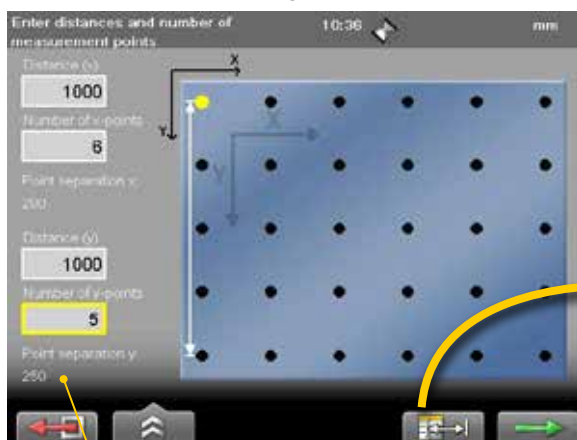 Enter distances and number of
measurement points
10:36
mm
Distance (x)
1000
Number of x-points
6
Point separation x:
200
Distance (y)
1000
Number of y-points
5
Point separation y:
250
X
Y
X
Y